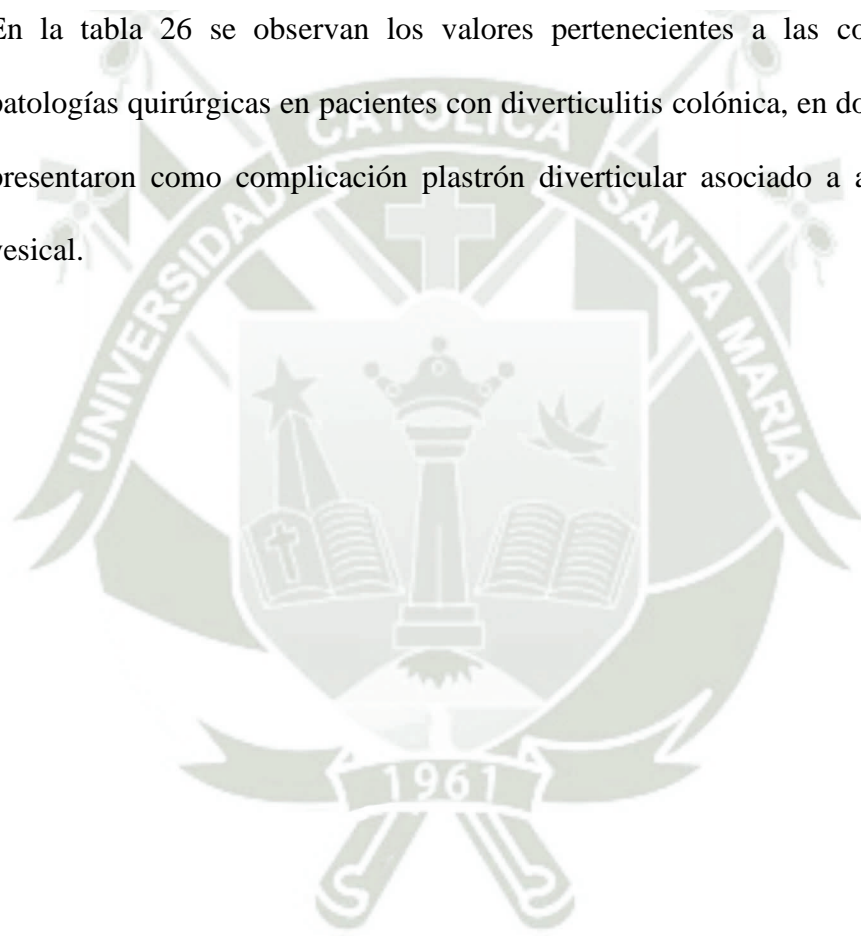 En la tabla 26 se observan los valores pertenecientes a las co
patologías quirúrgicas en pacientes con diverticulitis colónica, en do
presentaron como complicación plastrón diverticular asociado a a
vesical.
UNIVERSIDAD CATOLICA SANTA MARIA
1961